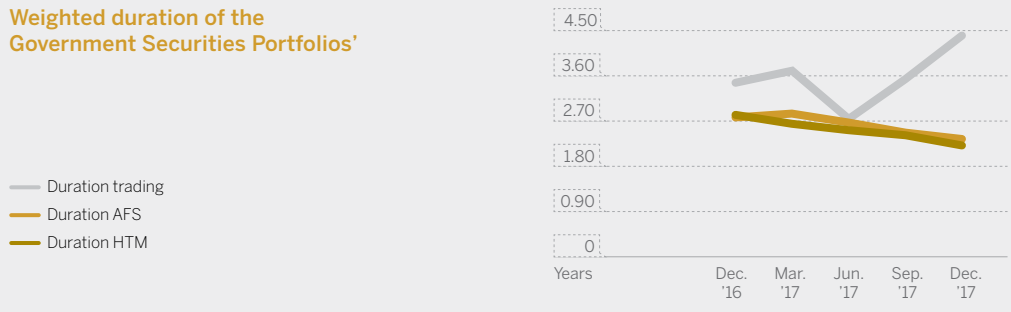 Weighted duration of the
Government Securities Portfolios’
4.50
3.60
2.70
1.80
0.90
0
Duration trading
Duration AFS
Duration HTM
Years
Dec. Mar. Jun. Sep. Dec.
’16 ’17 ’17 ’17 ’17